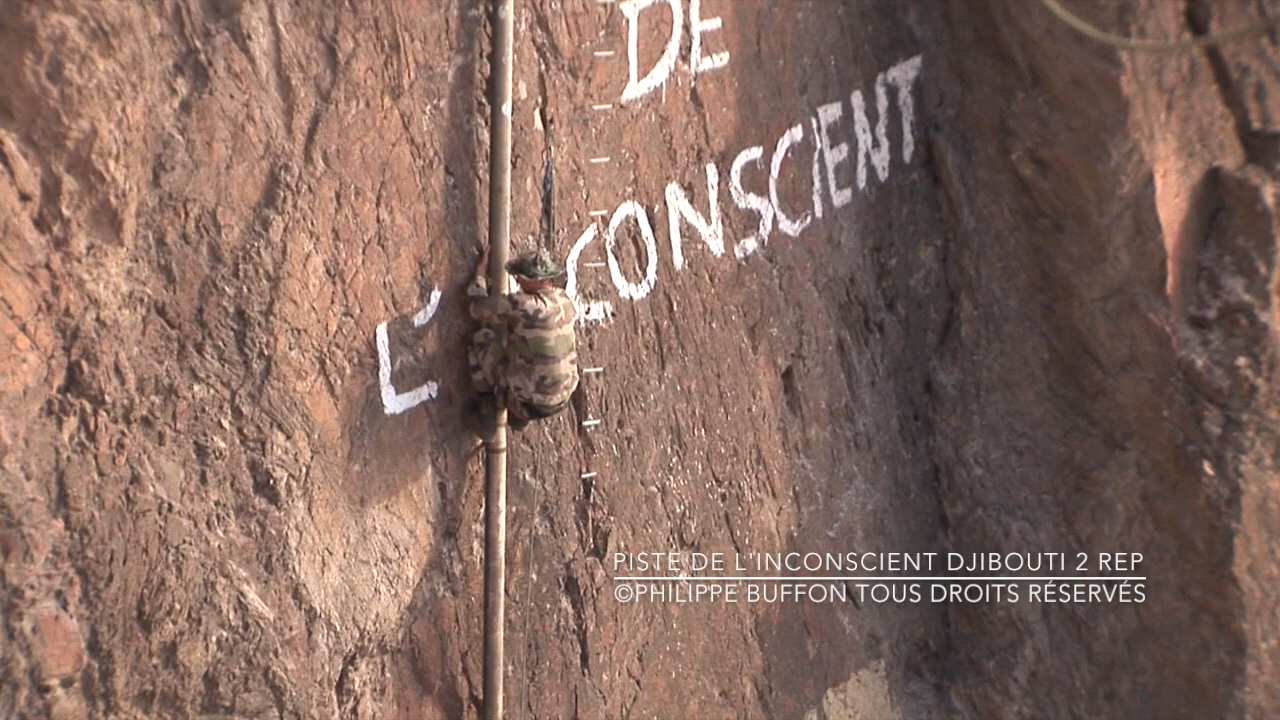 DE
L' CONSCIENT
PISTE DE L'INCONSCIENT DJIBOUTI 2 REP
©PHILIPPE BUFFON TOUS DROITS RÉSERVÉS